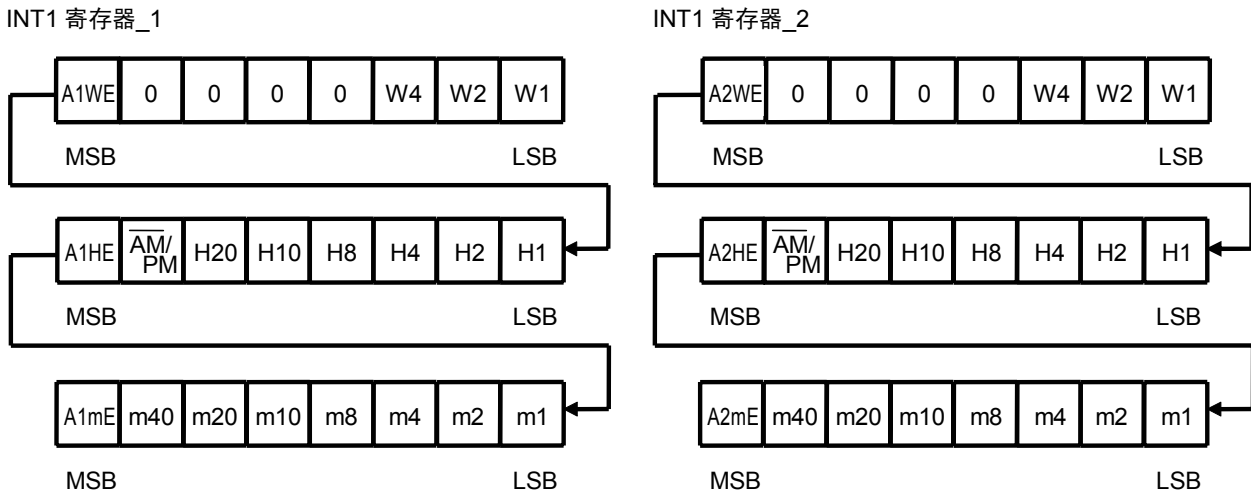 INT1 寄存器_1
A1WE 0 0 0 0 W4 W2 W1
MSB LSB
A1HE AM/PM H20 H10 H8 H4 H2 H1
MSB LSB
A1mE m40 m20 m10 m8 m4 m2 m1
MSB LSB
INT1 寄存器_2
A2WE 0 0 0 0 W4 W2 W1
MSB LSB
A2HE AM/PM H20 H10 H8 H4 H2 H1
MSB LSB
A2mE m40 m20 m10 m8 m4 m2 m1
MSB LSB